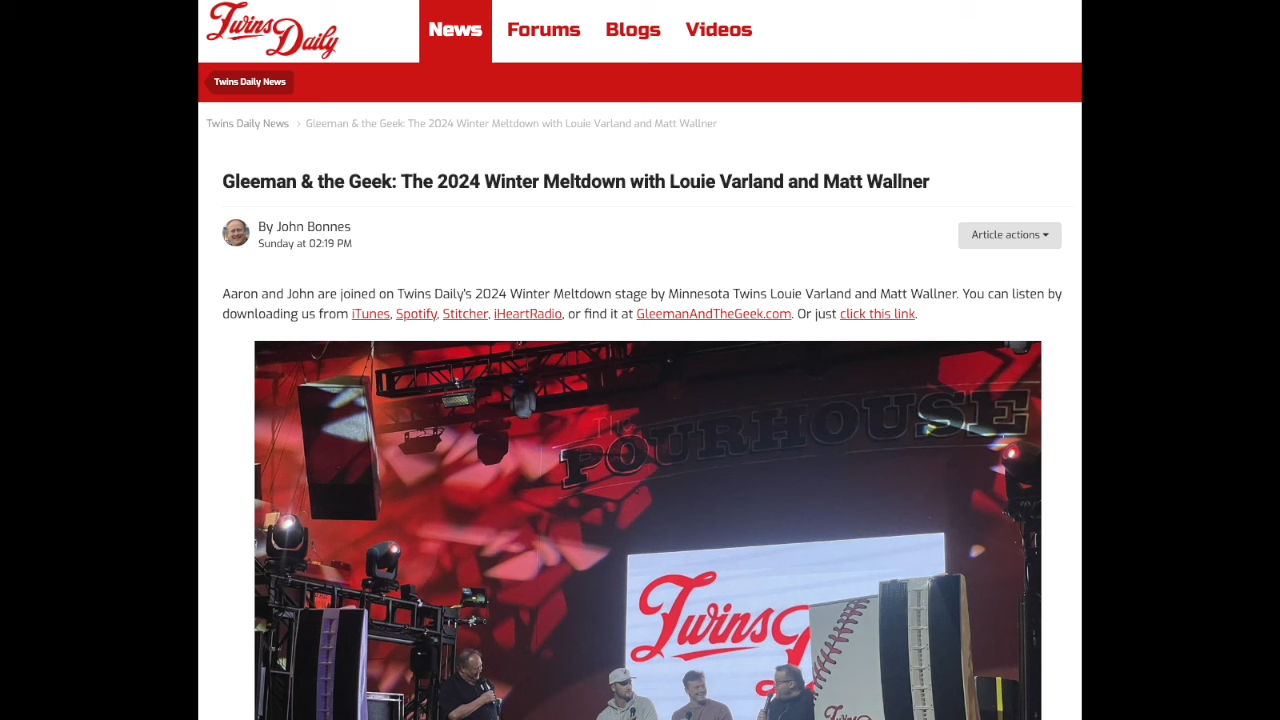 Twins Daily
News Forums Blogs Videos
Twins Daily News
Twins Daily News > Gleeman & the Geek: The 2024 Winter Meltdown with Louie Varland and Matt Wallner
Gleeman & the Geek: The 2024 Winter Meltdown with Louie Varland and Matt Wallner
By John Bonnes
Sunday at 02:19 PM
Article actions
Aaron and John are joined on Twins Daily's 2024 Winter Meltdown stage by Minnesota Twins Louie Varland and Matt Wallner. You can listen by
downloading us from iTunes, Spotify, Stitcher, iHeartRadio, or find it at GleemanAndTheGeek.com. Or just click this link.
The
POURHOUSE
Twins
Twins